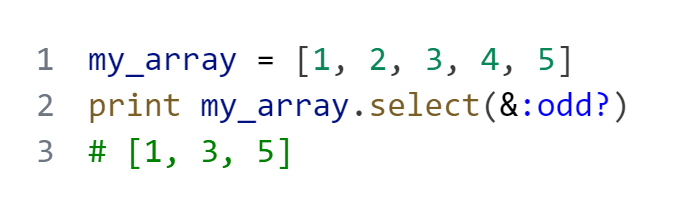 1 my_array = [1, 2, 3, 4, 5]
2 print my_array.select(&:odd?)
3 # [1, 3, 5]